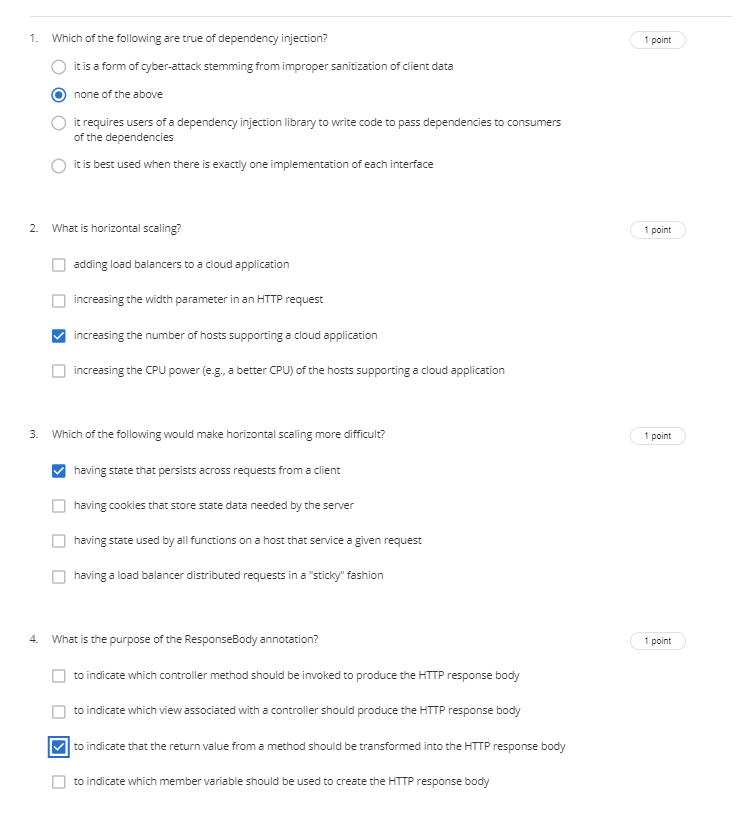 1. Which of the following are true of dependency injection?
1 point
it is a form of cyber-attack stemming from improper sanitization of client data
none of the above
it requires users of a dependency injection library to write code to pass dependencies to consumers
of the dependencies
it is best used when there is exactly one implementation of each interface
2. What is horizontal scaling?
1 point
adding load balancers to a cloud application
increasing the width parameter in an HTTP request
increasing the number of hosts supporting a cloud application
increasing the CPU power (e.g., a better CPU) of the hosts supporting a cloud application
3. Which of the following would make horizontal scaling more difficult?
1 point
having state that persists across requests from a client
having cookies that store state data needed by the server
having state used by all functions on a host that service a given request
having a load balancer distributed requests in a "sticky" fashion
4. What is the purpose of the ResponseBody annotation?
1 point
to indicate which controller method should be invoked to produce the HTTP response body
to indicate which view associated with a controller should produce the HTTP response body
to indicate that the return value from a method should be transformed into the HTTP response body
to indicate which member variable should be used to create the HTTP response body